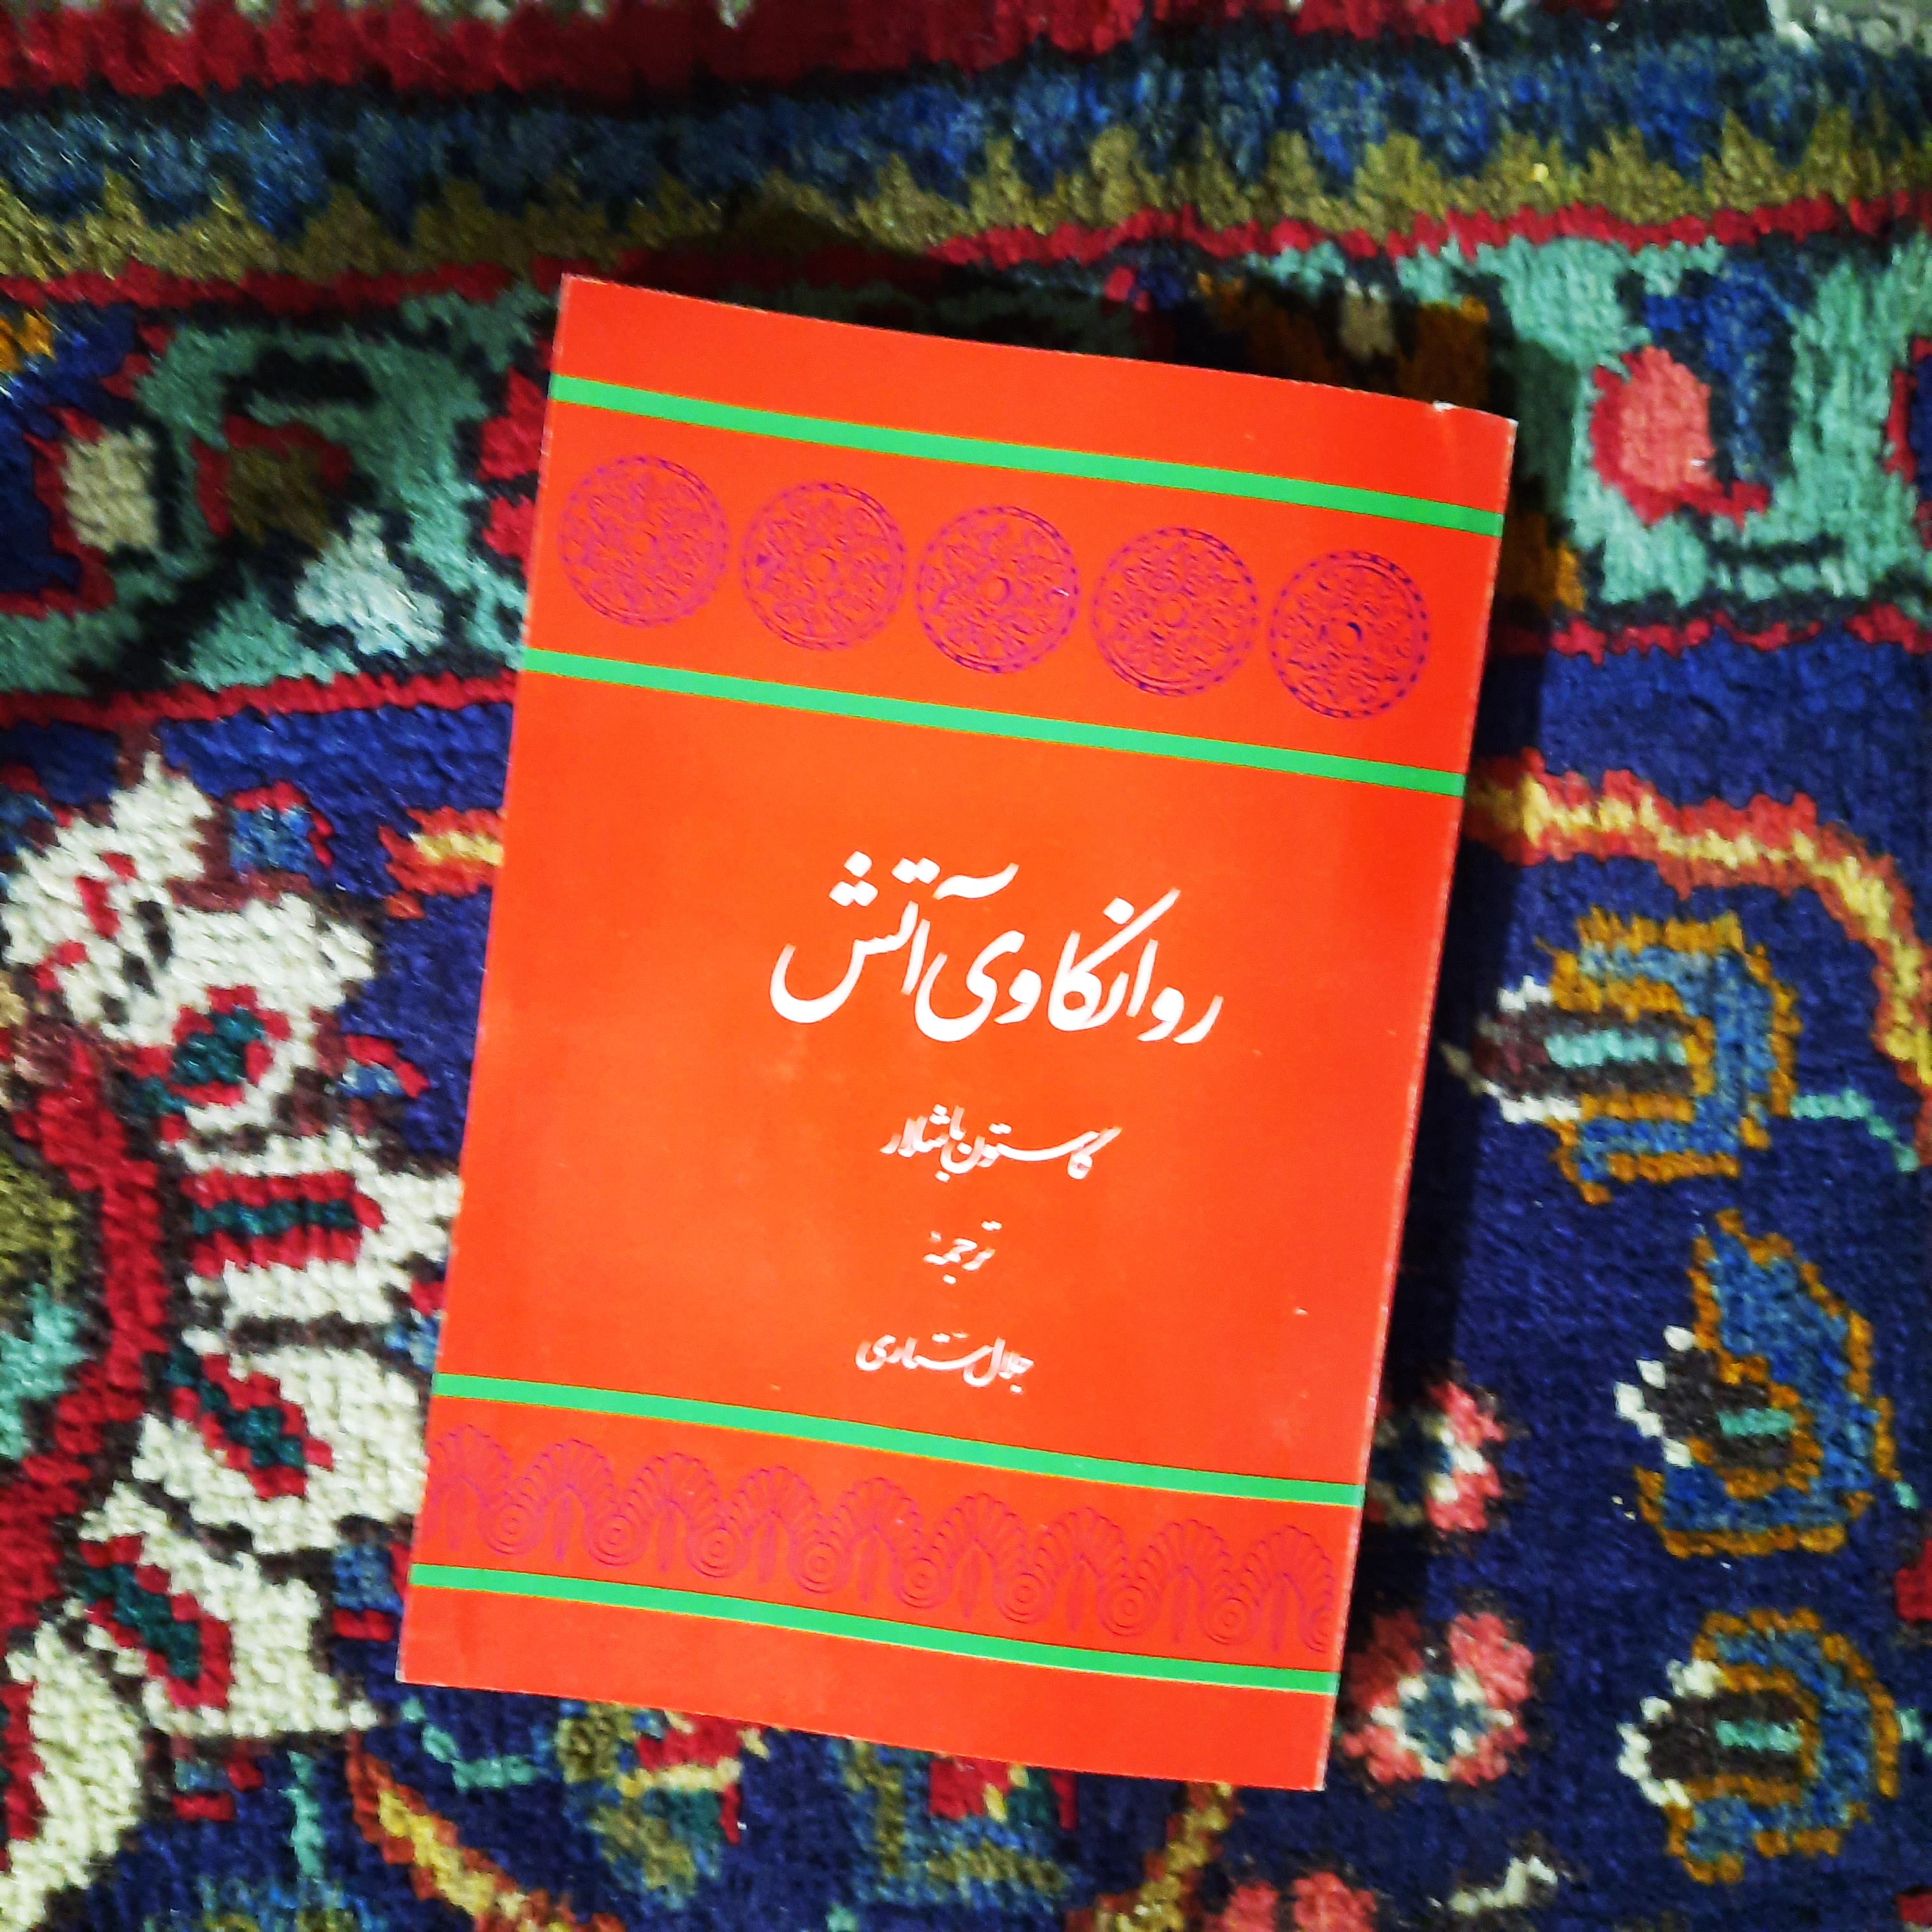 روانکاوی آتش
گاستون باشلار
ترجمهٔ
جلال ستاری